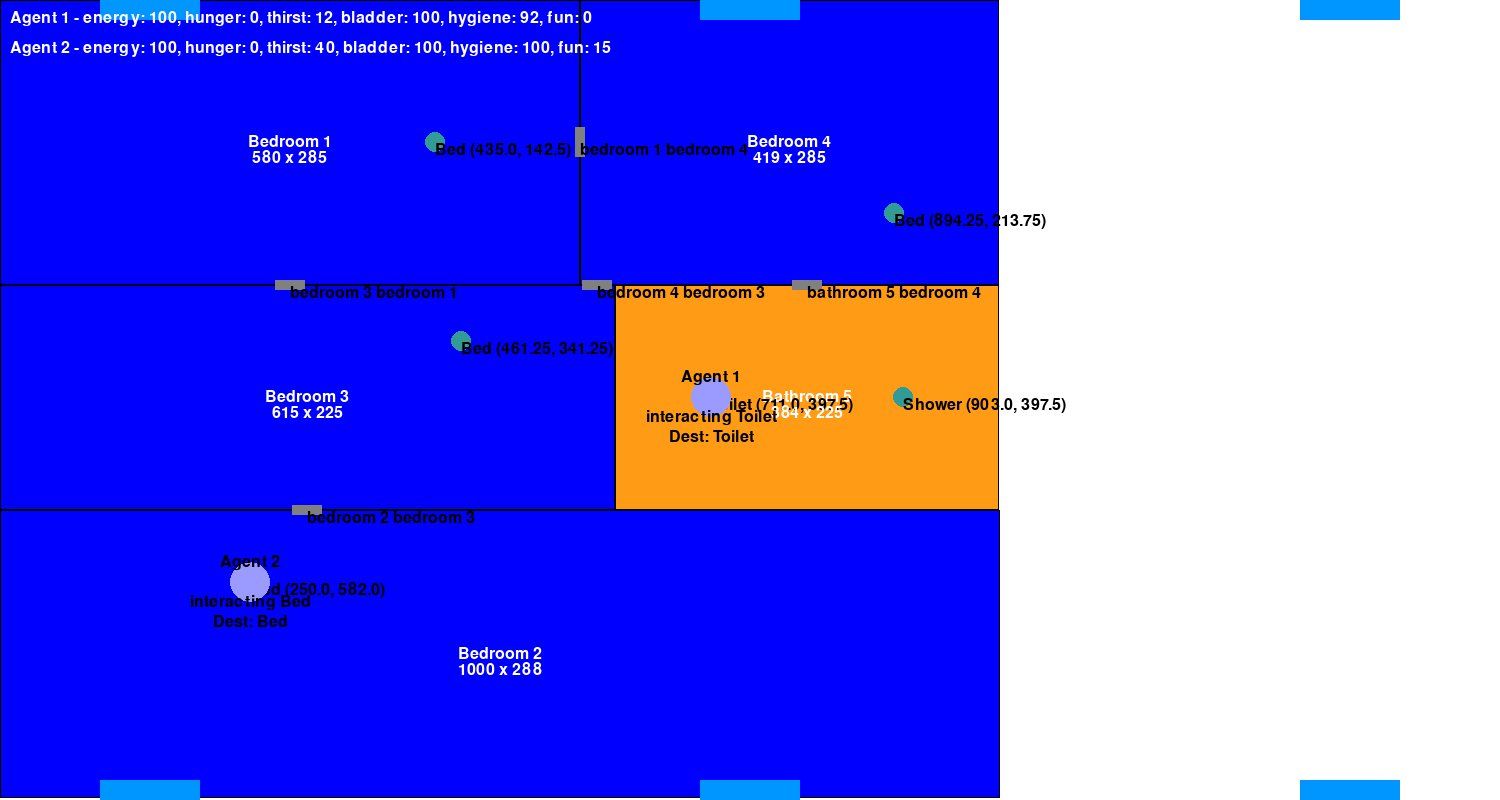 Agent 1 - energy: 100, hunger: 0, thirst: 12, bladder: 100, hygiene: 92, fun: 0
Agent 2 - energy: 100, hunger: 0, thirst: 40, bladder: 100, hygiene: 100, fun: 15
Bedroom 1
580 x 285
Bed (435.0, 142.5)
bedroom 1 bedroom 4
Bedroom 4
419 x 285
Bed (894.25, 213.75)
bedroom 3 bedroom 1
bedroom 4 bedroom 3
bathroom 5 bedroom 4
Bed (461.25, 341.25)
Bedroom 3
615 x 225
Agent 1
Bathroom 5
384 x 225
Toilet (711.0, 397.5)
interacting Toilet
Dest: Toilet
Shower (903.0, 397.5)
bedroom 2 bedroom 3
Agent 2
Bed (250.0, 582.0)
interacting Bed
Dest: Bed
Bedroom 2
1000 x 288